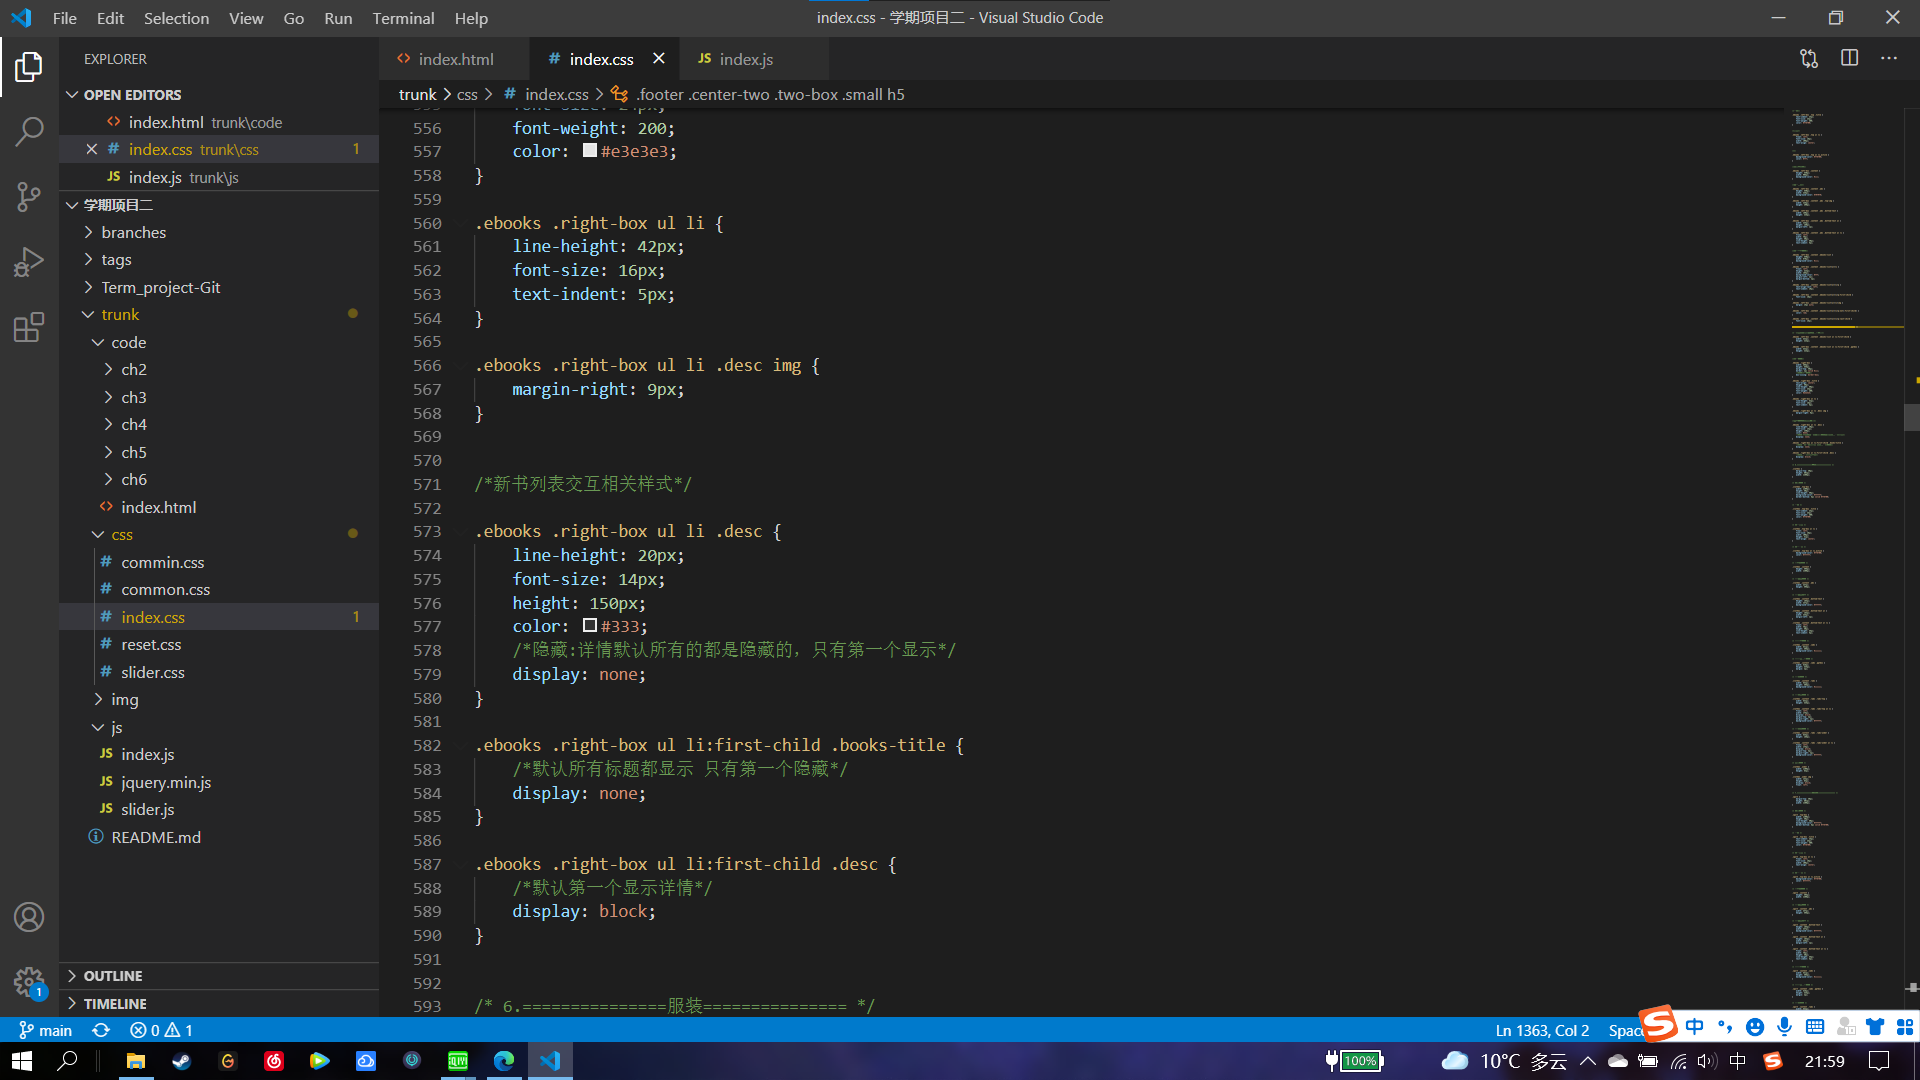 File Edit Selection View Go Run Terminal Help
index.css - 学期项目二 - Visual Studio Code
EXPLORER
OPEN EDITORS
index.html trunk\code
index.css trunk\css 1
JS index.js trunk\js
学期项目二
branches
tags
Term_project-Git
trunk
code
ch2
ch3
ch4
ch5
ch6
index.html
css
# commin.css
# common.css
# index.css 1
# reset.css
# slider.css
img
js
JS index.js
JS jquery.min.js
JS slider.js
README.md
OUTLINE
TIMELINE
index.html
# index.css
JS index.js
trunk > css > # index.css > .footer .center-two .two-box .small h5
556 font-weight: 200;
557 color: #e3e3e3;
558 }
559
560 .ebooks .right-box ul li {
561 line-height: 42px;
562 font-size: 16px;
563 text-indent: 5px;
564 }
565
566 .ebooks .right-box ul li .desc img {
567 margin-right: 9px;
568 }
569
570
571 /*新书列表交互相关样式*/
572
573 .ebooks .right-box ul li .desc {
574 line-height: 20px;
575 font-size: 14px;
576 height: 150px;
577 color: #333;
578 /*隐藏:详情默认所有的都是隐藏的，只有第一个显示*/
579 display: none;
580 }
581
582 .ebooks .right-box ul li:first-child .books-title {
583 /*默认所有标题都显示 只有第一个隐藏*/
584 display: none;
585 }
586
587 .ebooks .right-box ul li:first-child .desc {
588 /*默认第一个显示详情*/
589 display: block;
590 }
591
592
593 /* 6.===============服装=============== */
1
main 0 1
Ln 1363, Col 2 Spac
中
100% 10°C 多云 中 21:59